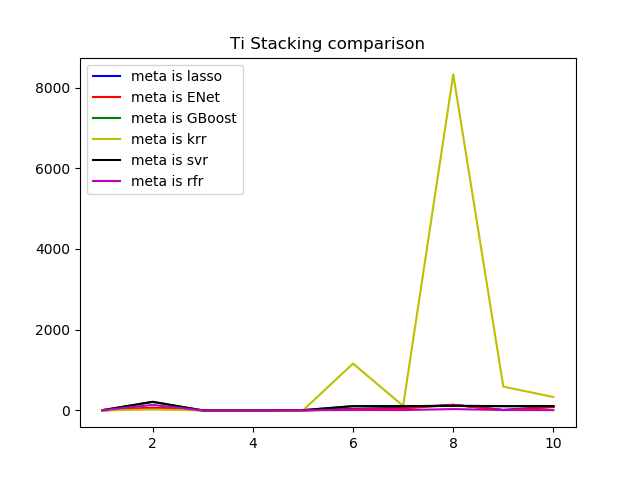 Ti Stacking comparison
meta is lasso
meta is ENet
meta is GBoost
meta is krr
meta is svr
meta is rfr
8000
6000
4000
2000
0
2 4 6 8 10